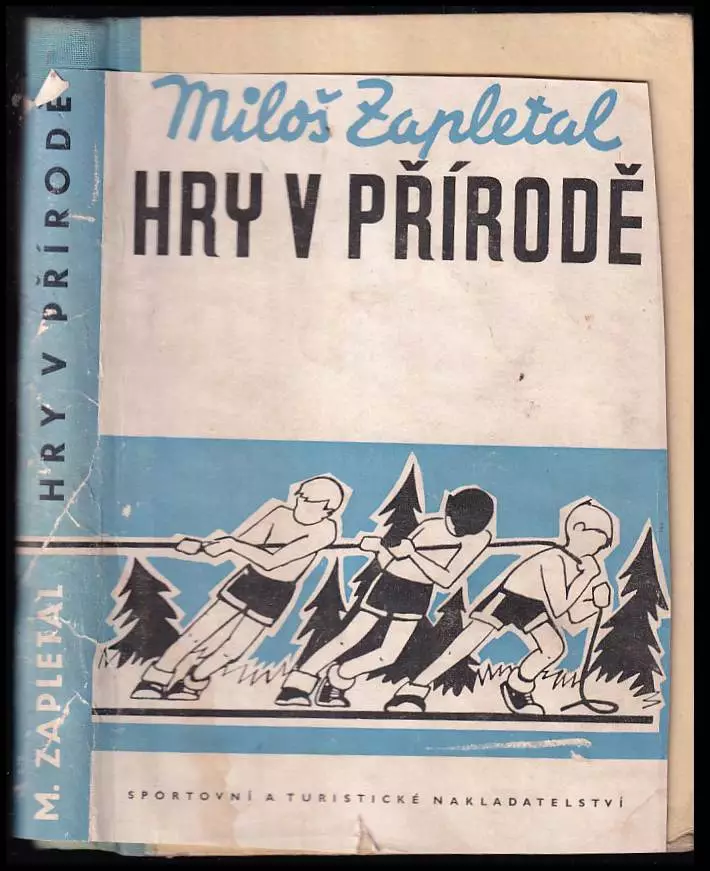 Miloš Zapletal
HRY V PŘÍRODĚ
SPORTOVNÍ A TURISTICKÉ NAKLADATELSTVÍ
M. ZAPLETAL HRY V PŘÍRODĚ